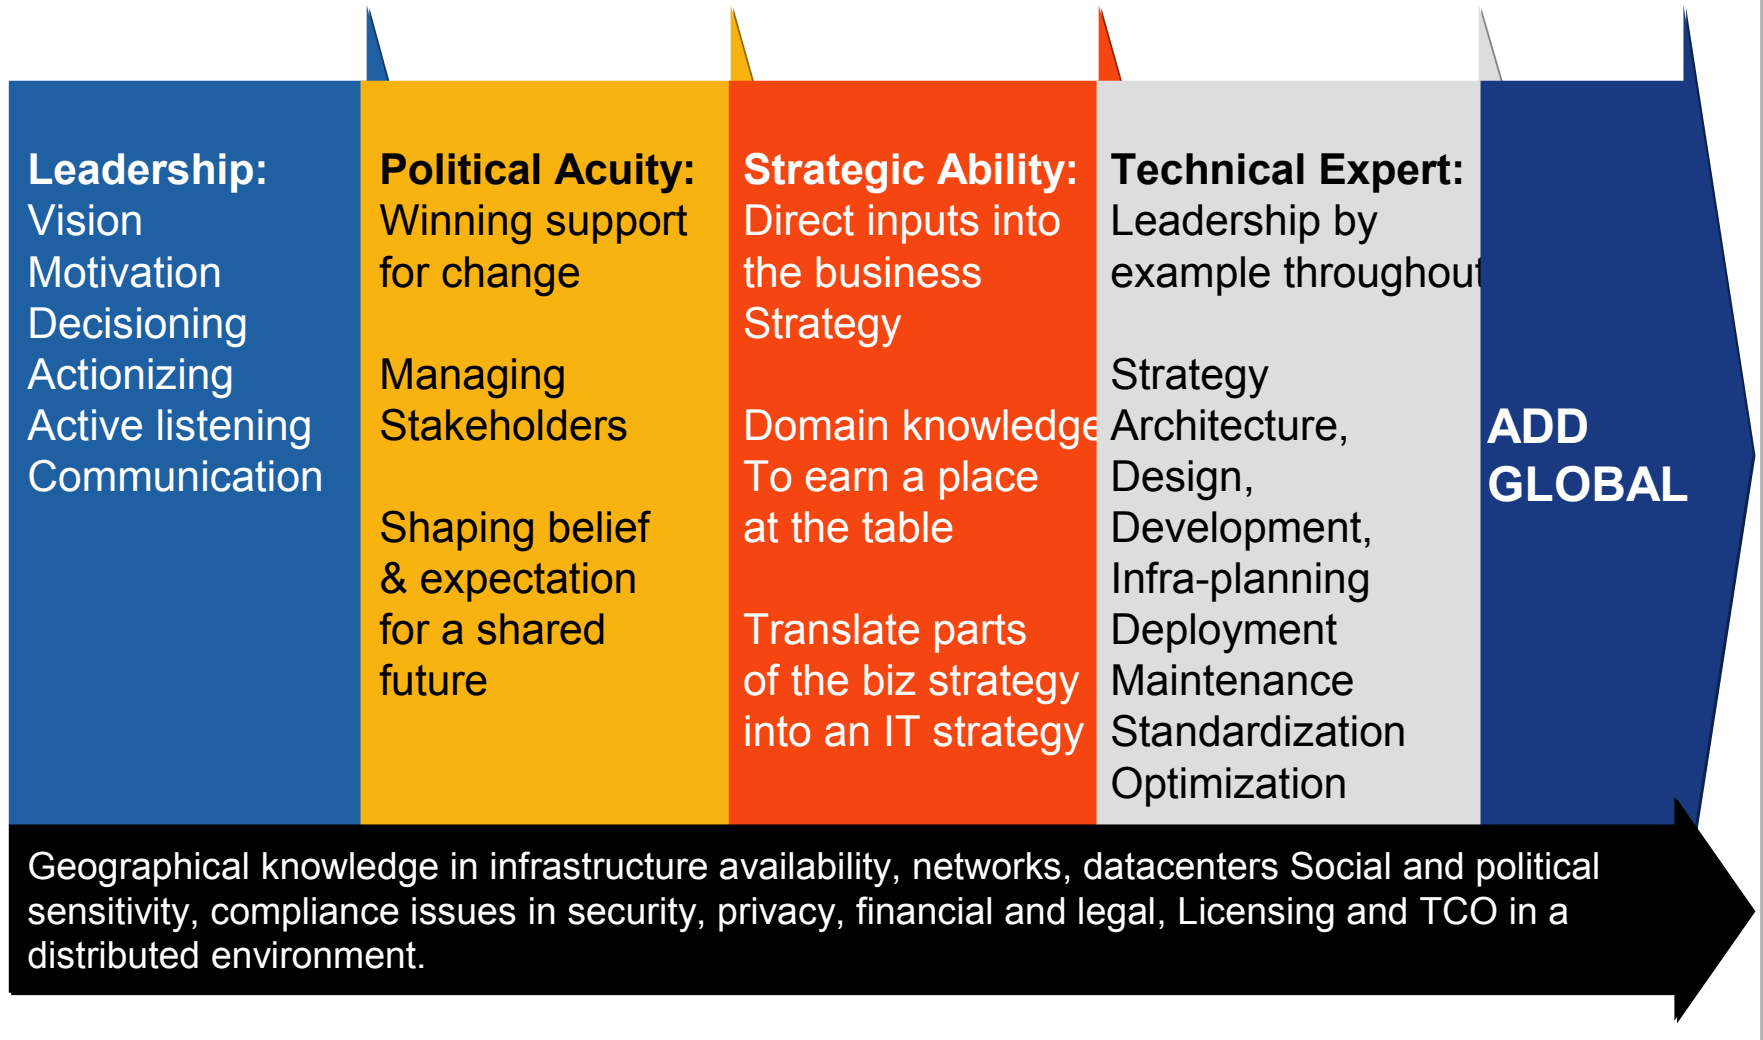 Leadership:
Vision
Motivation
Decisioning
Actionizing
Active listening
Communication
Political Acuity:
Winning support
for change
Managing
Stakeholders
Shaping belief
& expectation
for a shared
future
Strategic Ability:
Direct inputs into
the business
Strategy
Domain knowledge
To earn a place
at the table
Translate parts
of the biz strategy
into an IT strategy
Technical Expert:
Leadership by
example throughout
Strategy
Architecture,
Design,
Development,
Infra-planning
Deployment
Maintenance
Standardization
Optimization
ADD
GLOBAL
Geographical knowledge in infrastructure availability, networks, datacenters Social and political
sensitivity, compliance issues in security, privacy, financial and legal, Licensing and TCO in a
distributed environment.